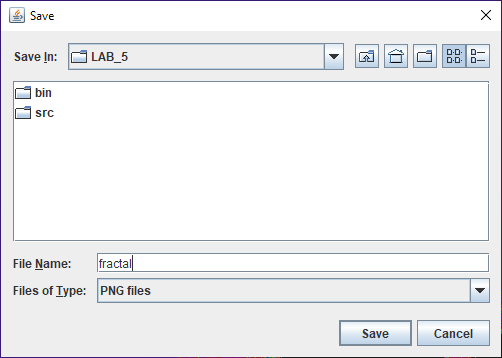 Save
Save In: LAB_5
bin
src
File Name: fractal
Files of Type: PNG files
Save Cancel